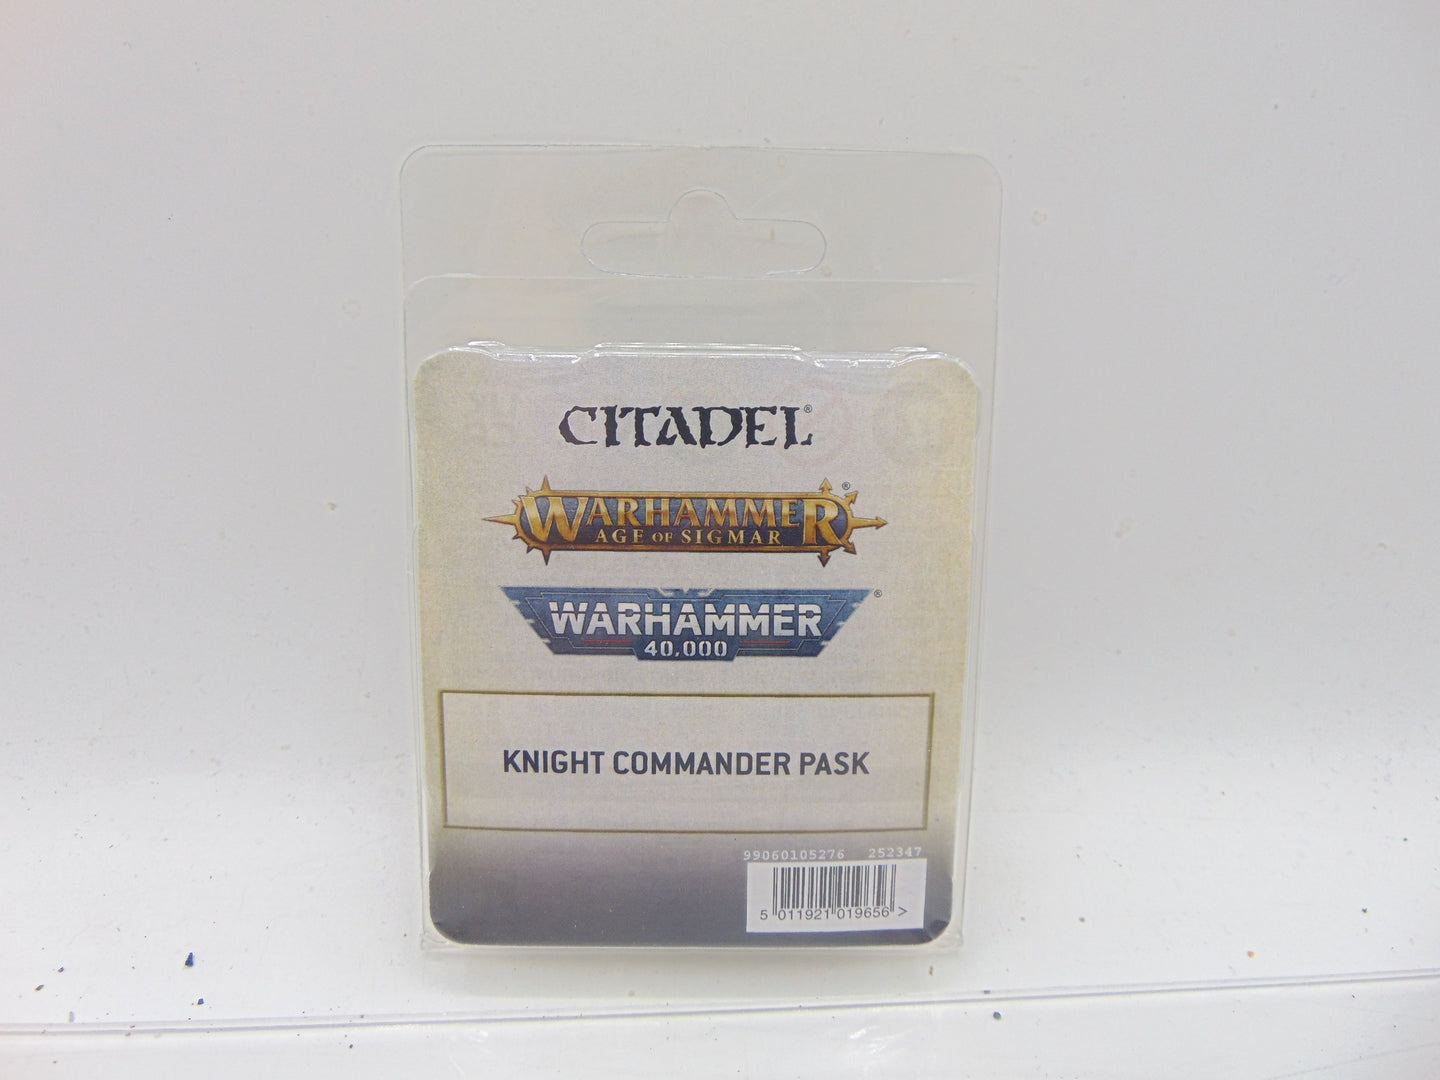 CITADEL®
WARHAMMER®
AGE OF SIGMAR
WARHAMMER®
40,000
KNIGHT COMMANDER PASK
99060105276 252347
5 011921 019656 >